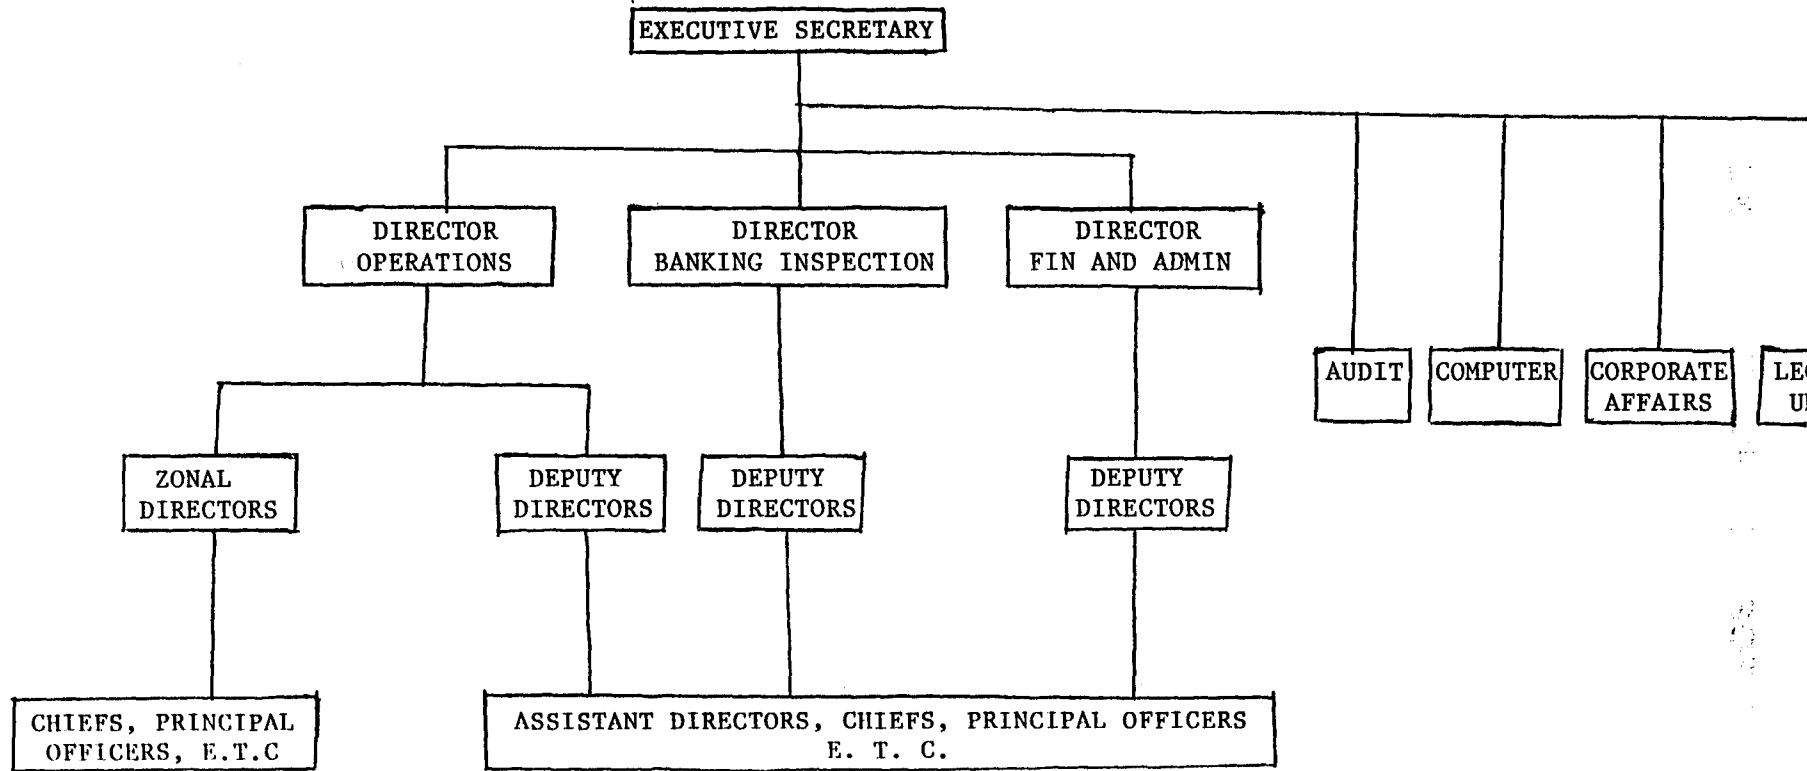 EXECUTIVE SECRETARY
DIRECTOR
OPERATIONS
DIRECTOR
BANKING INSPECTION
DIRECTOR
FIN AND ADMIN
AUDIT
COMPUTER
CORPORATE
AFFAIRS
ZONAL
DIRECTORS
DEPUTY
DIRECTORS
DEPUTY
DIRECTORS
DEPUTY
DIRECTORS
CHIEFS, PRINCIPAL
OFFICERS, E.T.C
ASSISTANT DIRECTORS, CHIEFS, PRINCIPAL OFFICERS
E. T. C.